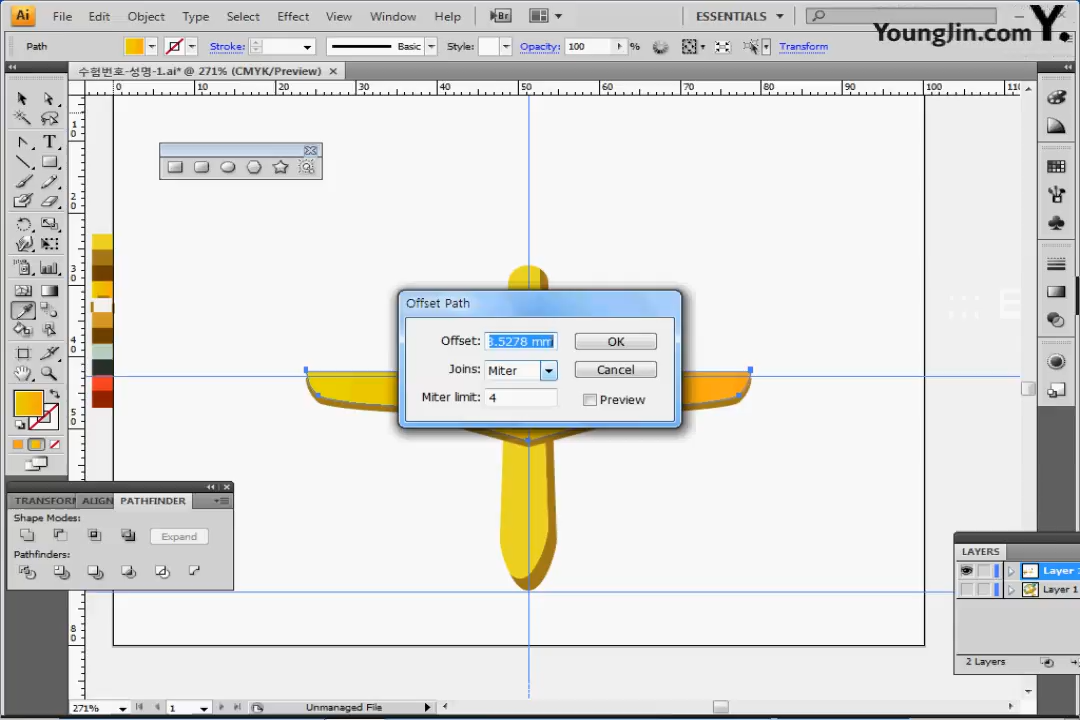 Ai File Edit Object Type Select Effect View Window Help Br ESSENTIALS
YoungJin.com Y.
Path Stroke: Basic Style: Opacity: 100 % Transform
수험번호-성명-1.ai* @ 271% (CMYK/Preview)
0 10 20 30 40 50 60 70 80 90 100 110
Offset Path
Offset: 3.5278 mm OK
Joins: Miter Cancel
Miter limit: 4 Preview
TRANSFORM ALIGN PATHFINDER
Shape Modes:
Expand
Pathfinders:
LAYERS
Layer
Layer 1
2 Layers
271% 1 Unmanaged File